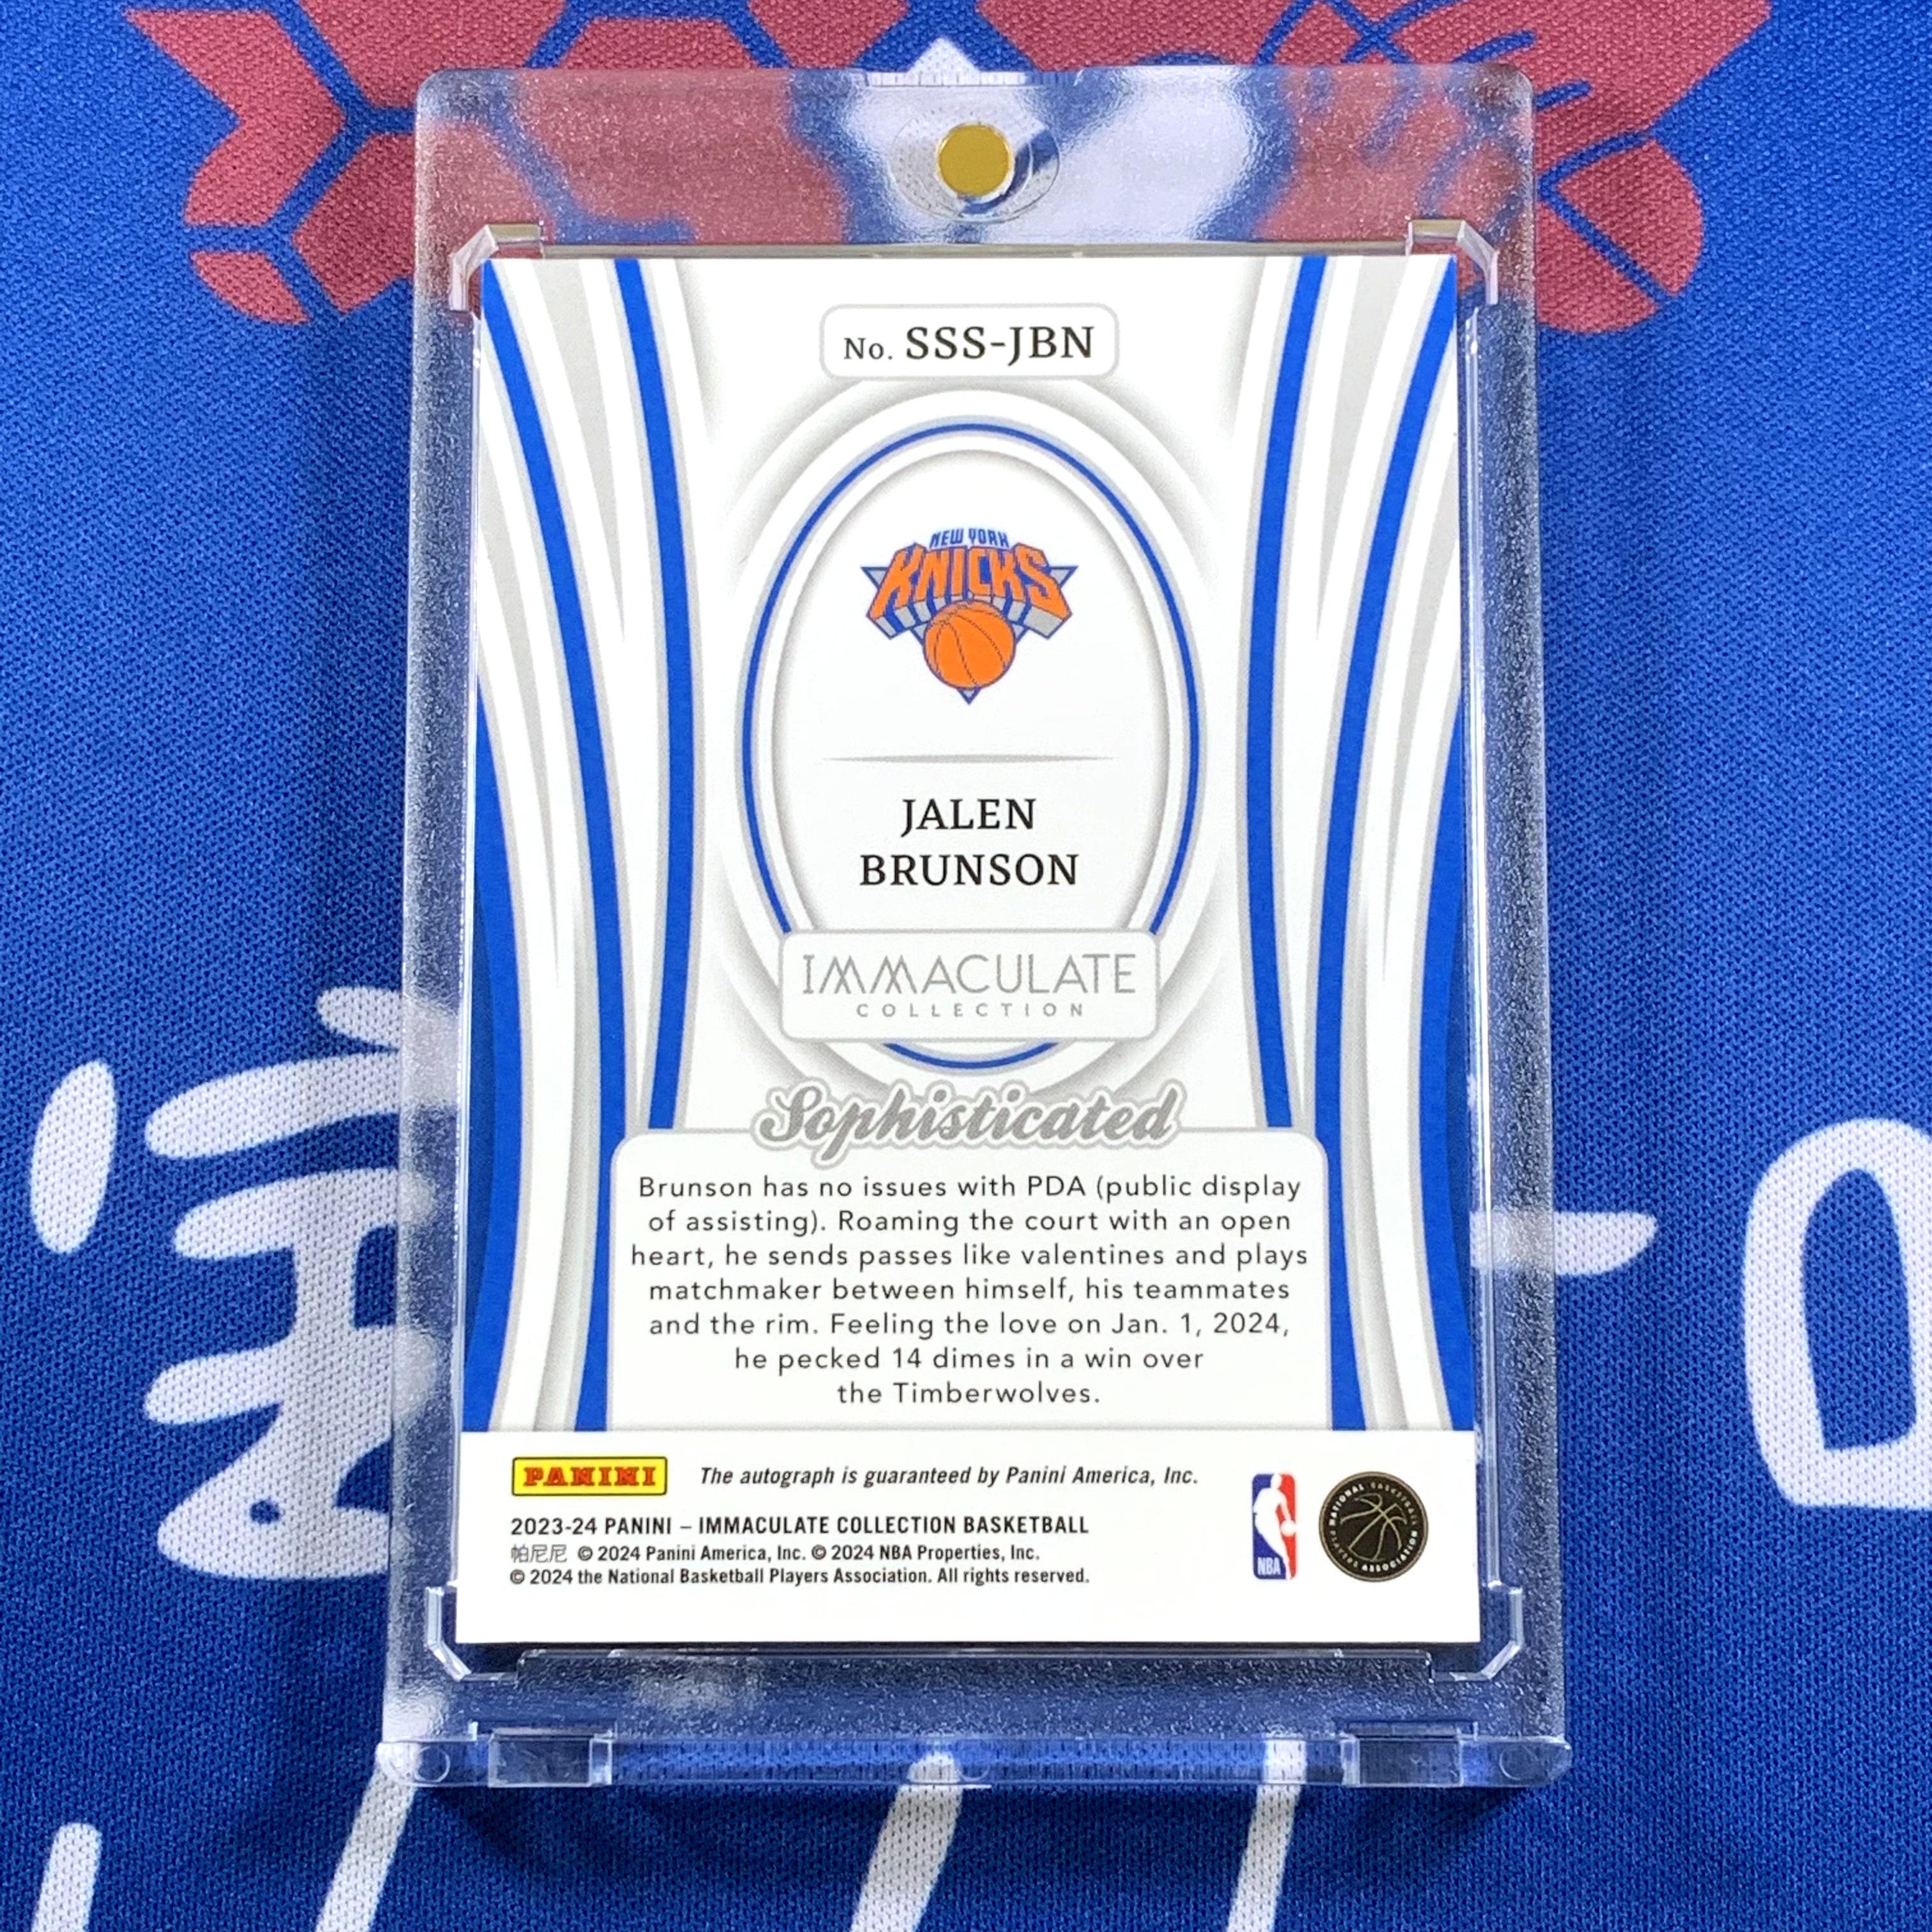 No. SSS-JBN
NEW YORK
KNICKS
JALEN
BRUNSON
IMMACULATE
COLLECTION
Sophisticated
Brunson has no issues with PDA (public display
of assisting). Roaming the court with an open
heart, he sends passes like valentines and plays
matchmaker between himself, his teammates
and the rim. Feeling the love on Jan. 1, 2024,
he pecked 14 dimes in a win over
the Timberwolves.
PANINI
The autograph is guaranteed by Panini America, Inc.
2023-24 PANINI – IMMACULATE COLLECTION BASKETBALL
帕尼尼 © 2024 Panini America, Inc. © 2024 NBA Properties, Inc.
© 2024 the National Basketball Players Association. All rights reserved.
NBA
NATIONAL BASKETBALL PLAYERS ASSOCIATION